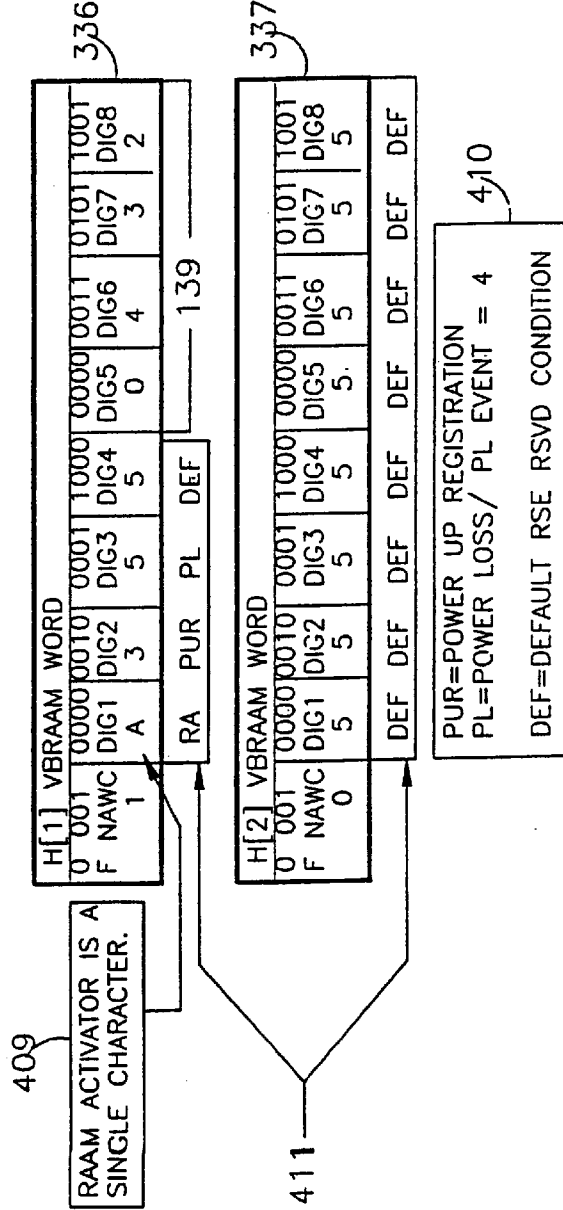 409
RAAM ACTIVATOR IS A
SINGLE CHARACTER.
336
H[1] VBRAAM WORD
0 001 0000 0010 0001 1000 0000 0011 0101 1001
F NAWC DIG1 DIG2 DIG3 DIG4 DIG5 DIG6 DIG7 DIG8
1 A 3 5 5 0 4 3 2
RA PUR PL DEF
139
337
H[2] VBRAAM WORD
0 001 0000 0010 0001 1000 0000 0011 0101 1001
F NAWC DIG1 DIG2 DIG3 DIG4 DIG5 DIG6 DIG7 DIG8
0 5 5 5 5 5. 5 5 5
DEF DEF DEF DEF DEF DEF DEF DEF
411
410
PUR=POWER UP REGISTRATION
PL=POWER LOSS/ PL EVENT = 4
DEF=DEFAULT RSE RSVD CONDITION